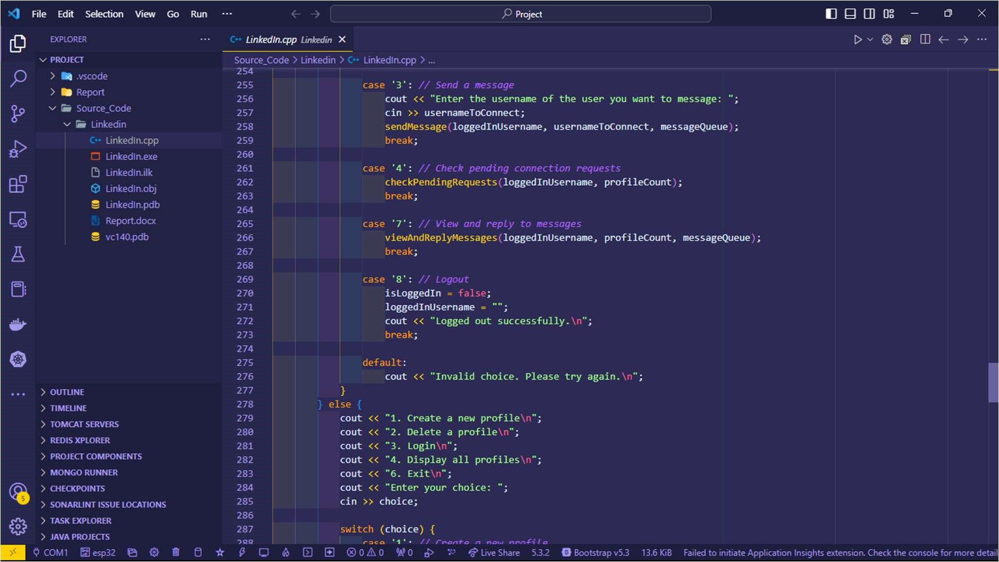 File Edit Selection View Go Run ··· Project
EXPLORER ···
LinkedIn.cpp Linkedin
PROJECT
Source_Code > Linkedin > LinkedIn.cpp > ...
.vscode
Report
Source_Code
Linkedin
LinkedIn.cpp
LinkedIn.exe
LinkedIn.ilk
LinkedIn.obj
LinkedIn.pdb
Report.docx
vc140.pdb
OUTLINE
TIMELINE
TOMCAT SERVERS
REDIS XPLORER
PROJECT COMPONENTS
MONGO RUNNER
CHECKPOINTS
SONARLINT ISSUE LOCATIONS
TASK EXPLORER
JAVA PROJECTS
5
254
255 case '3': // Send a message
256 cout << "Enter the username of the user you want to message: ";
257 cin >> usernameToConnect;
258 sendMessage(loggedInUsername, usernameToConnect, messageQueue);
259 break;
260
261 case '4': // Check pending connection requests
262 checkPendingRequests(loggedInUsername, profileCount);
263 break;
264
265 case '7': // View and reply to messages
266 viewAndReplyMessages(loggedInUsername, profileCount, messageQueue);
267 break;
268
269 case '8': // Logout
270 isLoggedIn = false;
271 loggedInUsername = "";
272 cout << "Logged out successfully.\n";
273 break;
274
275 default:
276 cout << "Invalid choice. Please try again.\n";
277 }
278 } else {
279 cout << "1. Create a new profile\n";
280 cout << "2. Delete a profile\n";
281 cout << "3. Login\n";
282 cout << "4. Display all profiles\n";
283 cout << "6. Exit\n";
284 cout << "Enter your choice: ";
285 cin >> choice;
286
287 switch (choice) {
288 case '1': // Create a new profile
COM1 esp32 0 0 0 Live Share 5.3.2 Bootstrap v5.3 13.6 KiB Failed to initiate Application Insights extension. Check the console for more detail